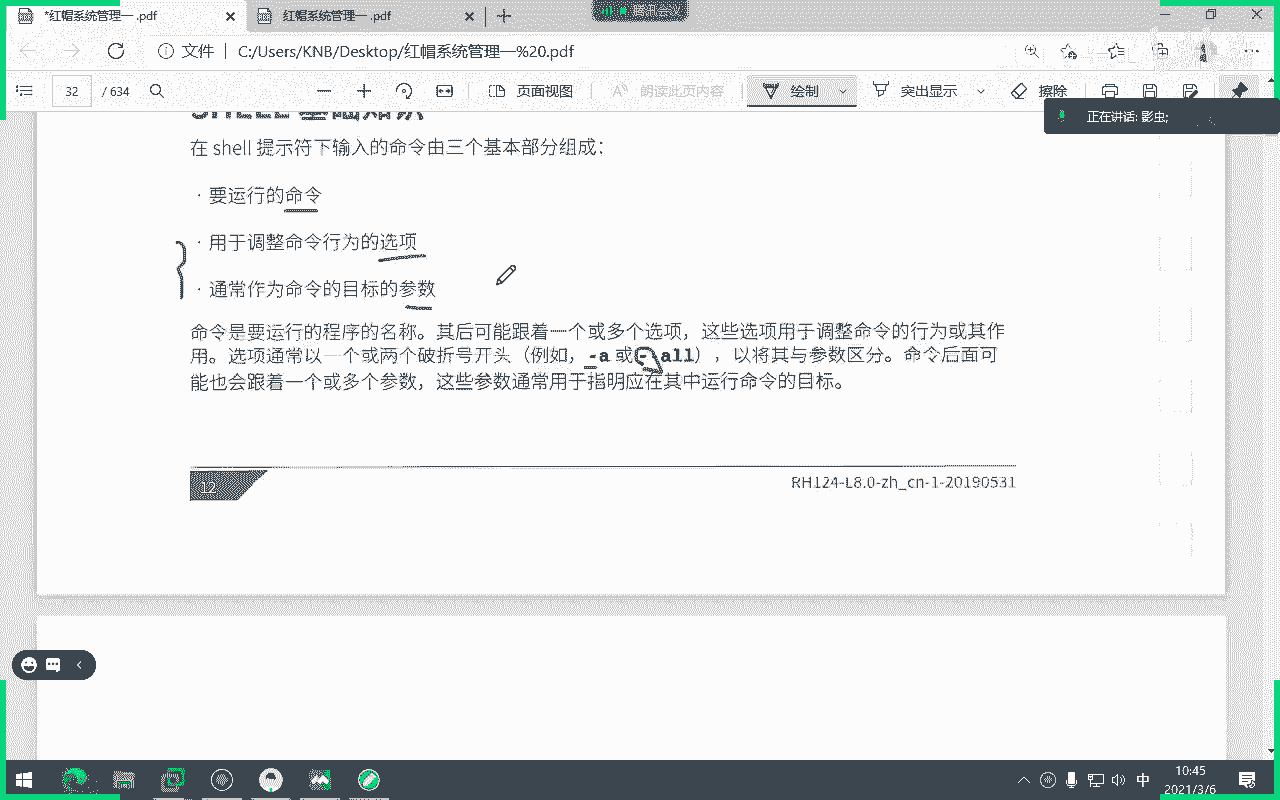 *红帽系统管理一 .pdf
红帽系统管理一 .pdf
腾讯会议
文件
C:/Users/KNB/Desktop/红帽系统管理一%20.pdf
32
/ 634
页面视图
朗读此页内容
绘制
突出显示
擦除
正在讲话: 影虫;
在 shell 提示符下输入的命令由三个基本部分组成：
· 要运行的命令
· 用于调整命令行为的选项
· 通常作为命令的目标的参数
命令是要运行的程序的名称。其后可能跟着一个或多个选项，这些选项用于调整命令的行为或其作
用。选项通常以一个或两个破折号开头（例如，-a 或--all），以将其与参数区分。命令后面可
能也会跟着一个或多个参数，这些参数通常用于指明应在其中运行命令的目标。
12
RH124-L8.0-zh_cn-1-20190531
中
10:45
2021/3/6